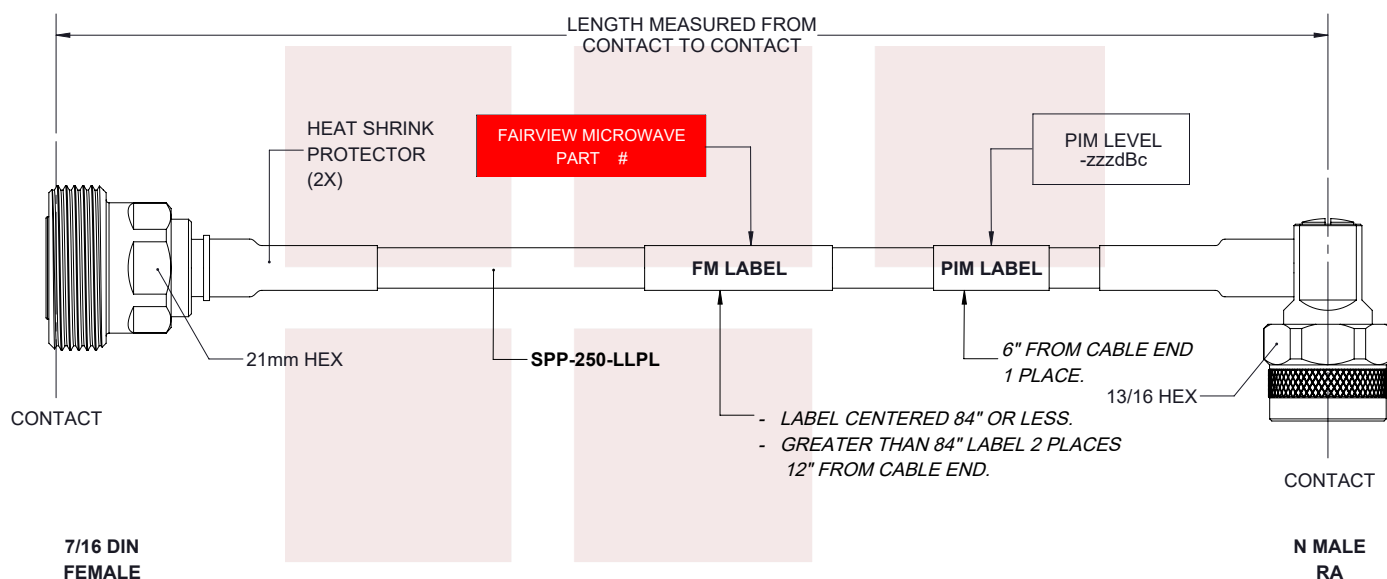 LENGTH MEASURED FROM
CONTACT TO CONTACT
HEAT SHRINK
PROTECTOR
(2X)
FAIRVIEW MICROWAVE
PART #
PIM LEVEL
-zzzdBc
FM LABEL
PIM LABEL
21mm HEX
SPP-250-LLPL
6" FROM CABLE END
1 PLACE.
13/16 HEX
CONTACT
- LABEL CENTERED 84" OR LESS.
- GREATER THAN 84" LABEL 2 PLACES
12" FROM CABLE END.
CONTACT
7/16 DIN
FEMALE
N MALE
RA